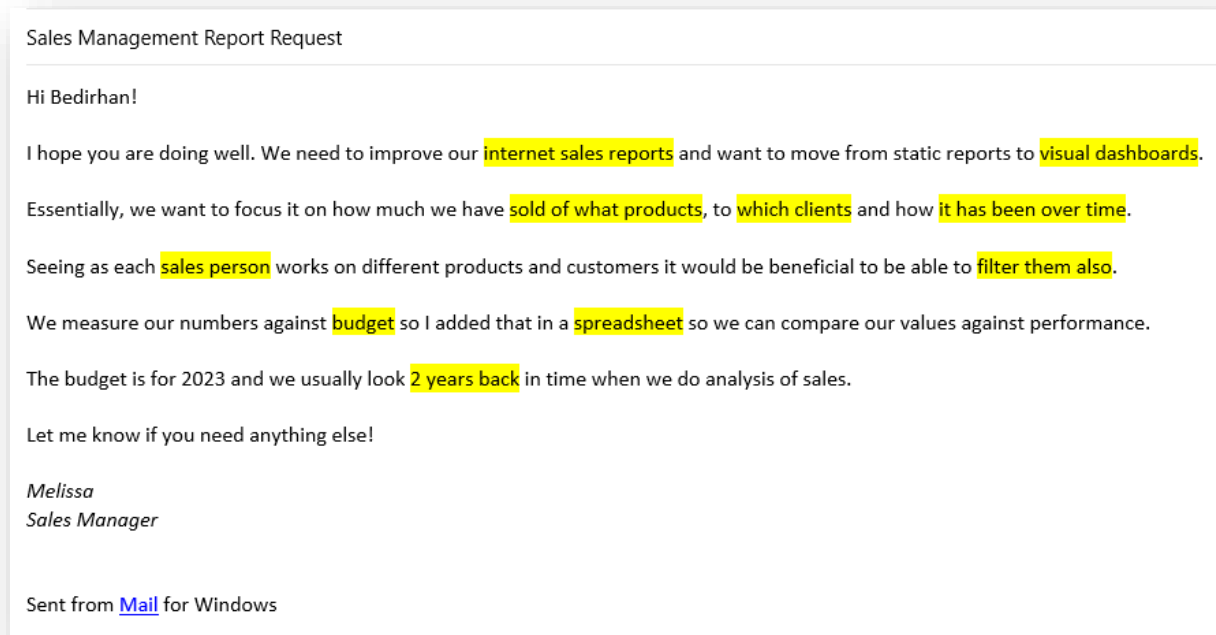 Sales Management Report Request
Hi Bedirhan!
I hope you are doing well. We need to improve our internet sales reports and want to move from static reports to visual dashboards.
Essentially, we want to focus it on how much we have sold of what products, to which clients and how it has been over time.
Seeing as each sales person works on different products and customers it would be beneficial to be able to filter them also.
We measure our numbers against budget so I added that in a spreadsheet so we can compare our values against performance.
The budget is for 2023 and we usually look 2 years back in time when we do analysis of sales.
Let me know if you need anything else!
Melissa
Sales Manager
Sent from Mail for Windows